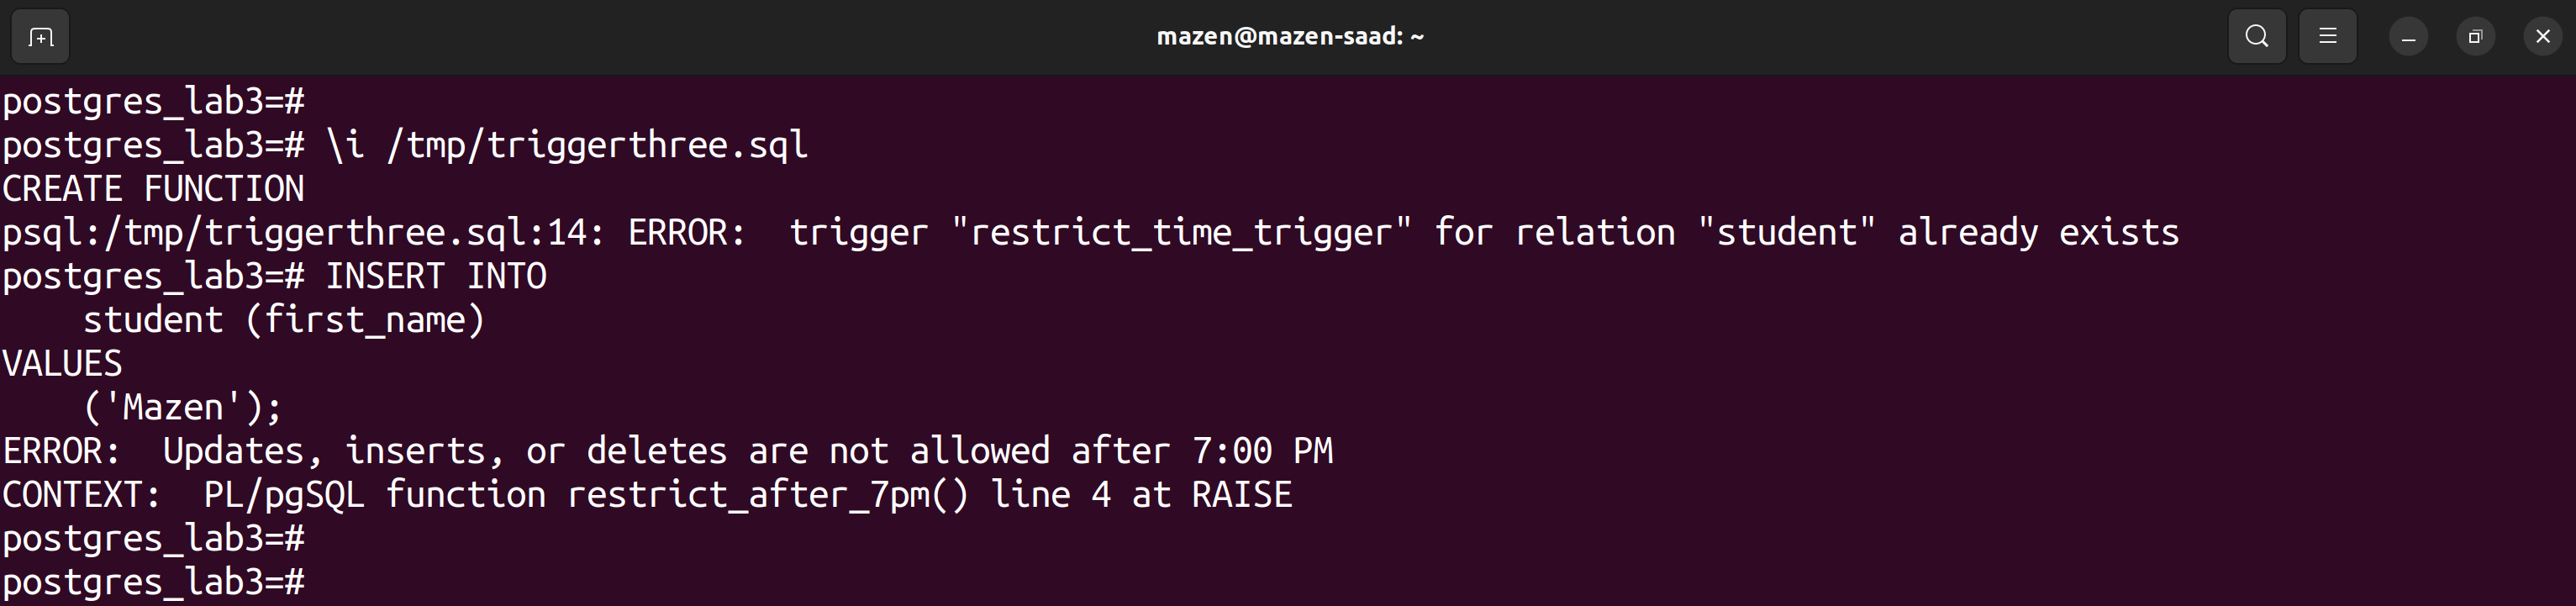 mazen@mazen-saad: ~
postgres_lab3=#
postgres_lab3=# \i /tmp/triggerthree.sql
CREATE FUNCTION
psql:/tmp/triggerthree.sql:14: ERROR:  trigger "restrict_time_trigger" for relation "student" already exists
postgres_lab3=# INSERT INTO
    student (first_name)
VALUES
    ('Mazen');
ERROR:  Updates, inserts, or deletes are not allowed after 7:00 PM
CONTEXT:  PL/pgSQL function restrict_after_7pm() line 4 at RAISE
postgres_lab3=#
postgres_lab3=#